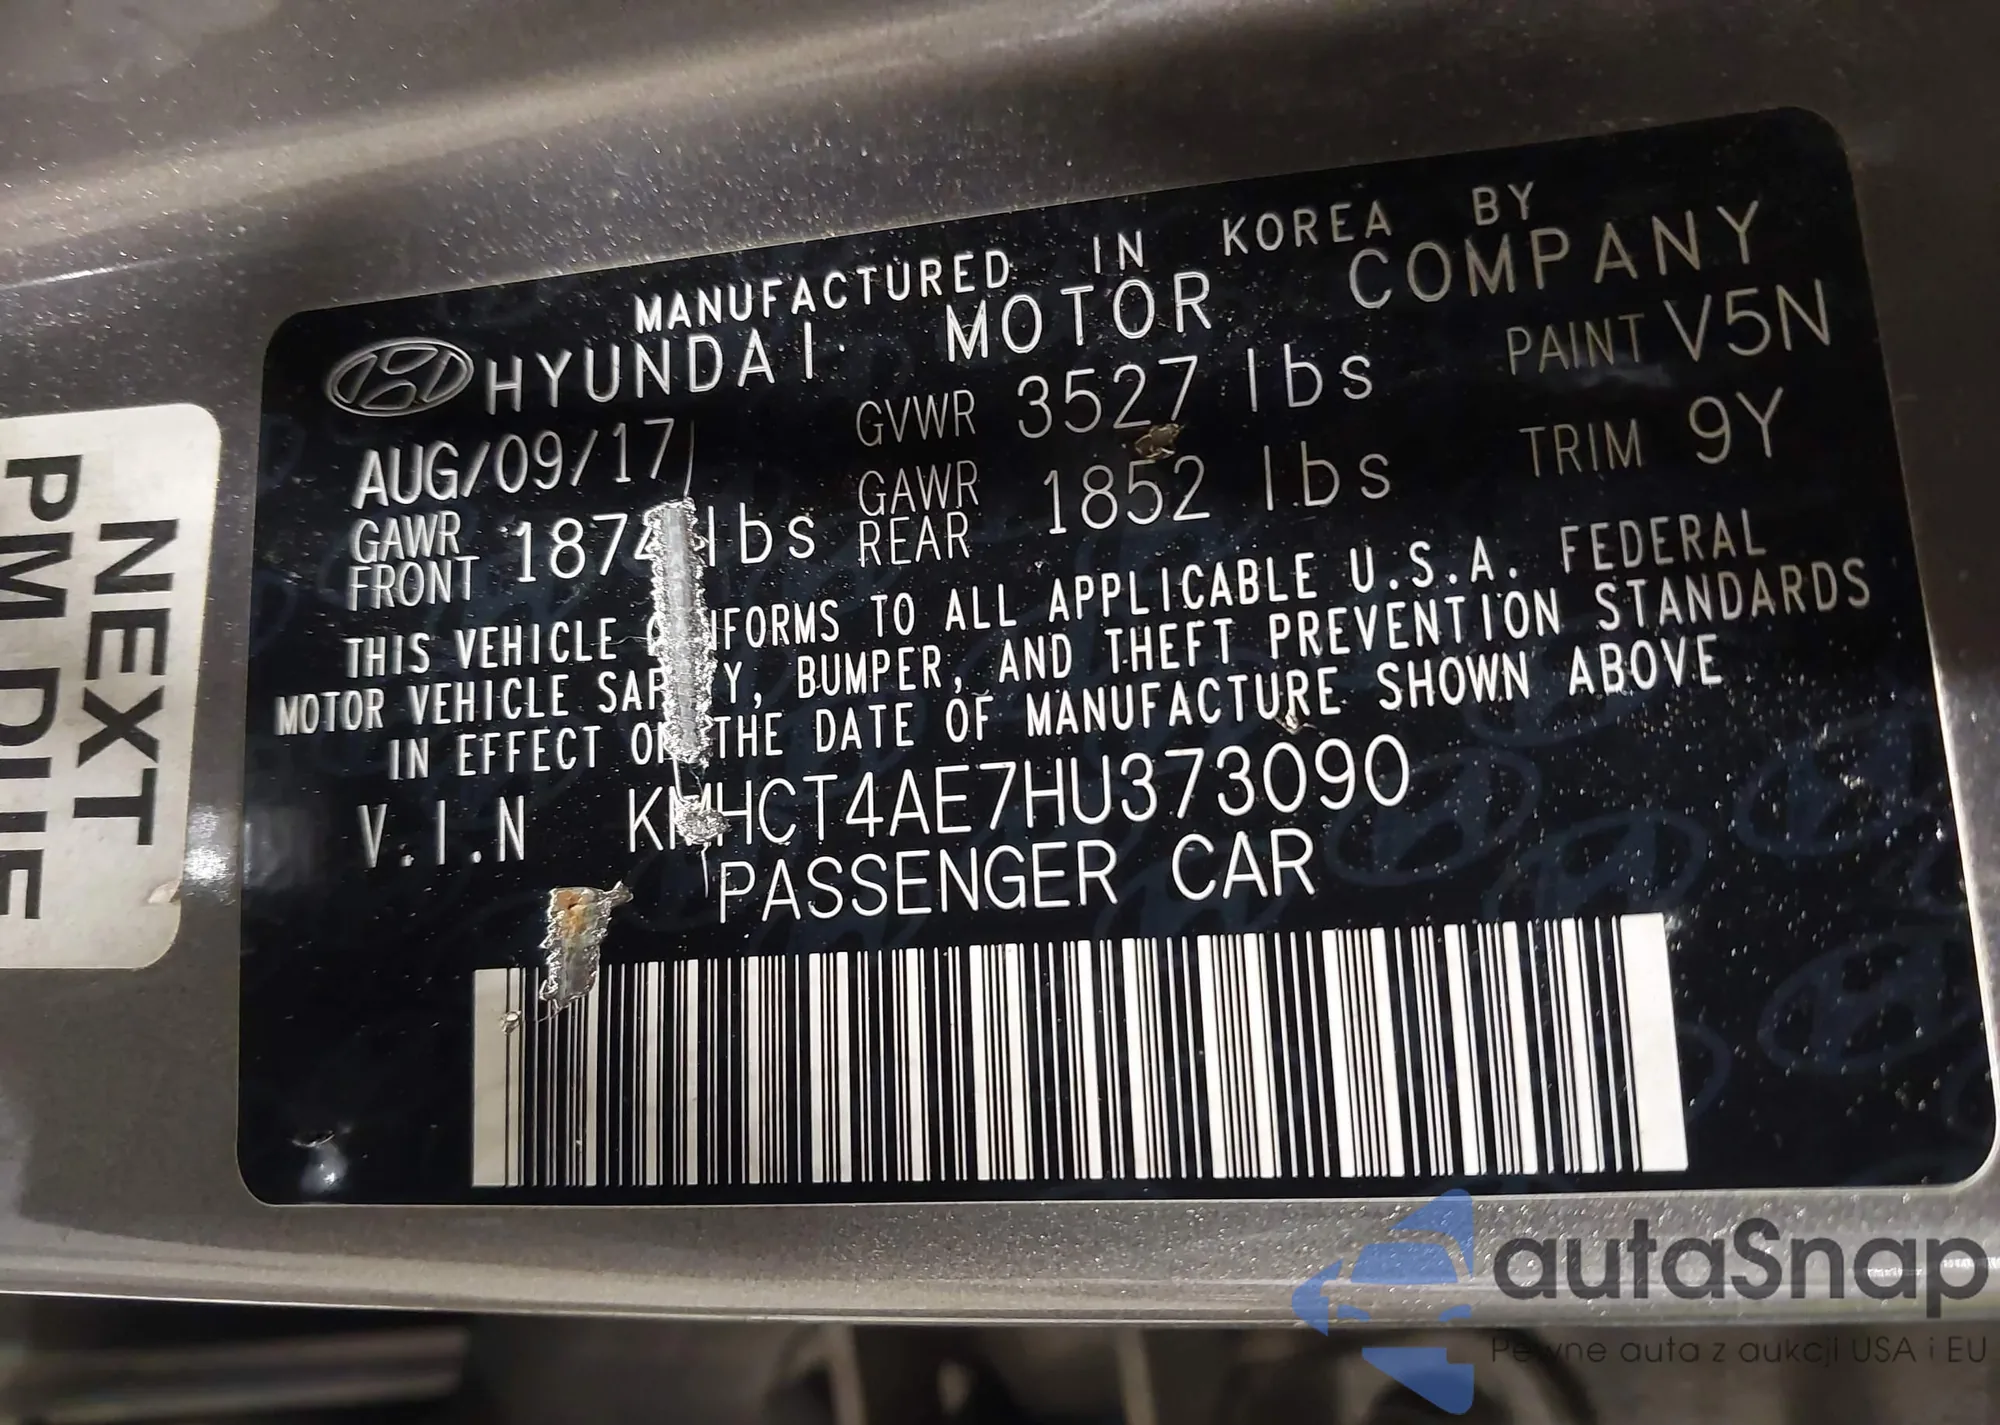 MANUFACTURED IN KOREA BY
HYUNDAI MOTOR COMPANY
AUG/09/17 GVWR 3527 lbs PAINT V5N
GAWR FRONT lbs GAWR REAR 1852 lbs TRIM 9Y
THIS VEHICLE TO ALL APPLICABLE U.S.A. FEDERAL
MOTOR VEHICLE BUMPER, AND THEFT PREVENTION STANDARDS
IN EFFECT THE DATE OF MANUFACTURE SHOWN ABOVE
V.I.N KMHCT4AE7HU373090
PASSENGER CAR
NEXT
autaSnap
Pewne auta z aukcji USA i EU